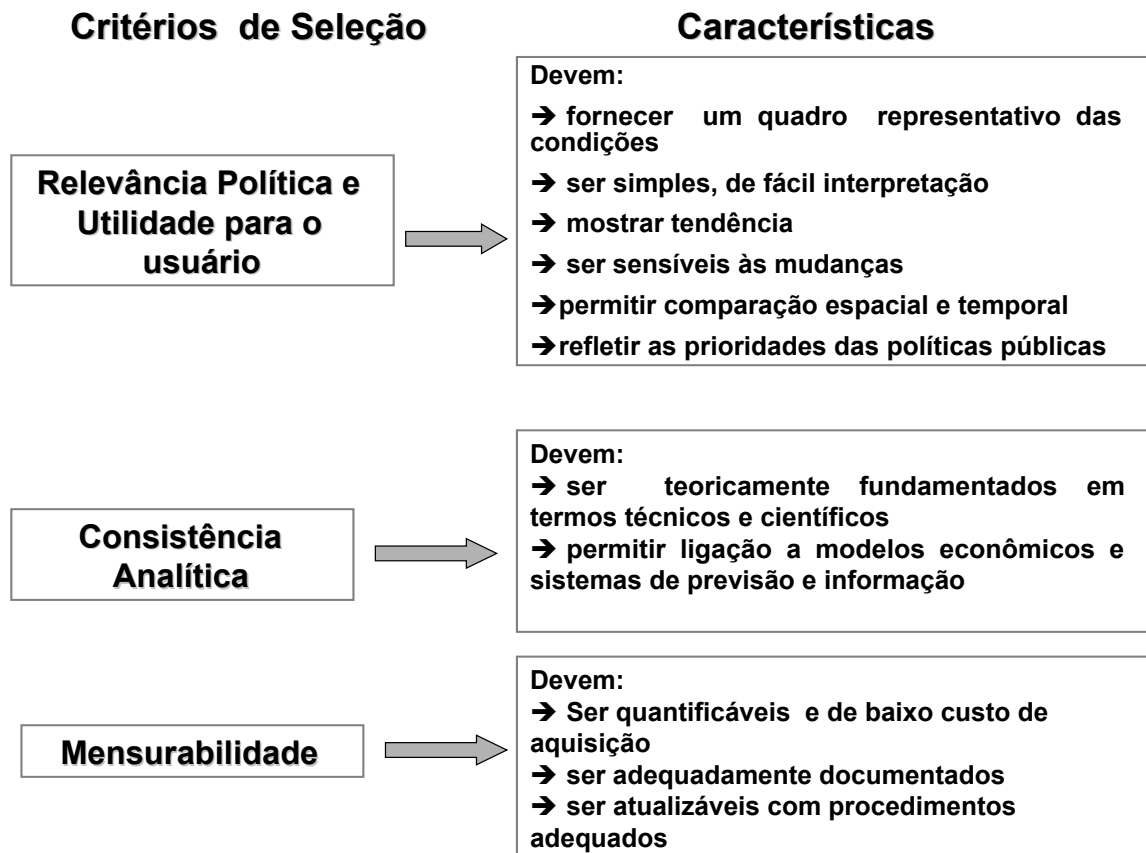 Critérios de Seleção
Características
Relevância Política e
Utilidade para o
usuário
Devem:
➔ fornecer um quadro representativo das
condições
➔ ser simples, de fácil interpretação
➔ mostrar tendência
➔ ser sensíveis às mudanças
➔ permitir comparação espacial e temporal
➔ refletir as prioridades das políticas públicas
Consistência
Analítica
Devem:
➔ ser teoricamente fundamentados em
termos técnicos e científicos
➔ permitir ligação a modelos econômicos e
sistemas de previsão e informação
Mensurabilidade
Devem:
➔ Ser quantificáveis e de baixo custo de
aquisição
➔ ser adequadamente documentados
➔ ser atualizáveis com procedimentos
adequados